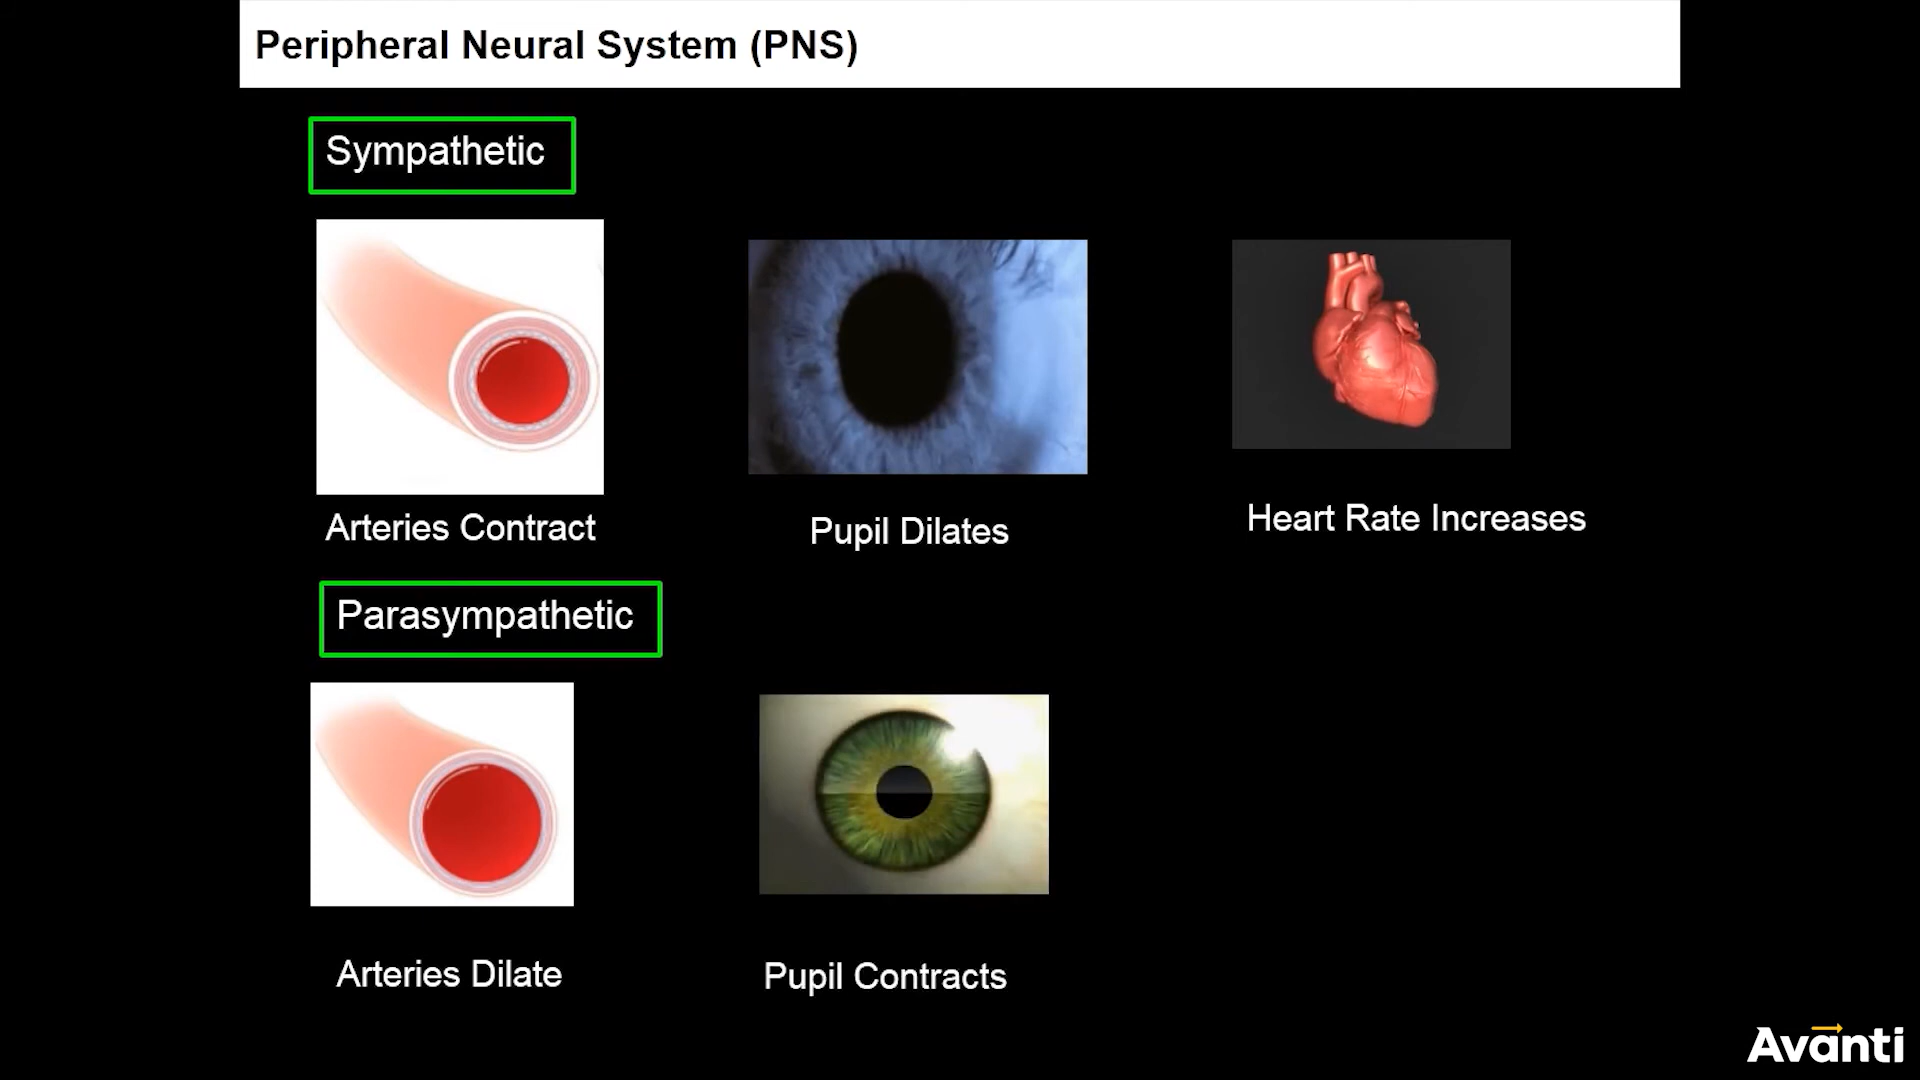 Peripheral Neural System (PNS)
Sympathetic
Arteries Contract
Pupil Dilates
Heart Rate Increases
Parasympathetic
Arteries Dilate
Pupil Contracts
Avanti